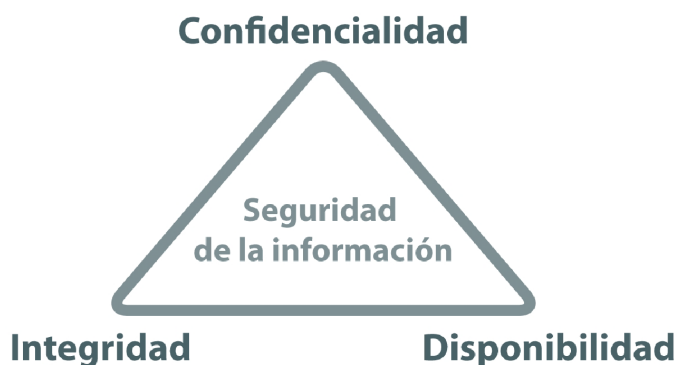 Confidencialidad
Seguridad
de la información
Integridad
Disponibilidad